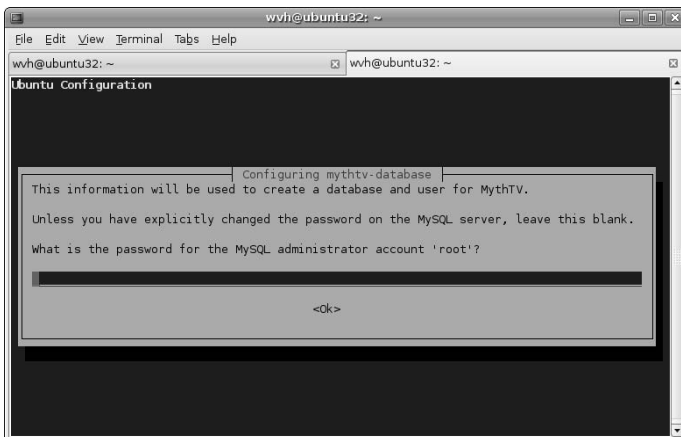 wvh@ubuntu32: ~
File Edit View Terminal Tabs Help
wvh@ubuntu32: ~
wvh@ubuntu32: ~
Ubuntu Configuration
Configuring mythtv-database
This information will be used to create a database and user for MythTV.
Unless you have explicitly changed the password on the MySQL server, leave this blank.
What is the password for the MySQL administrator account 'root'?
<Ok>